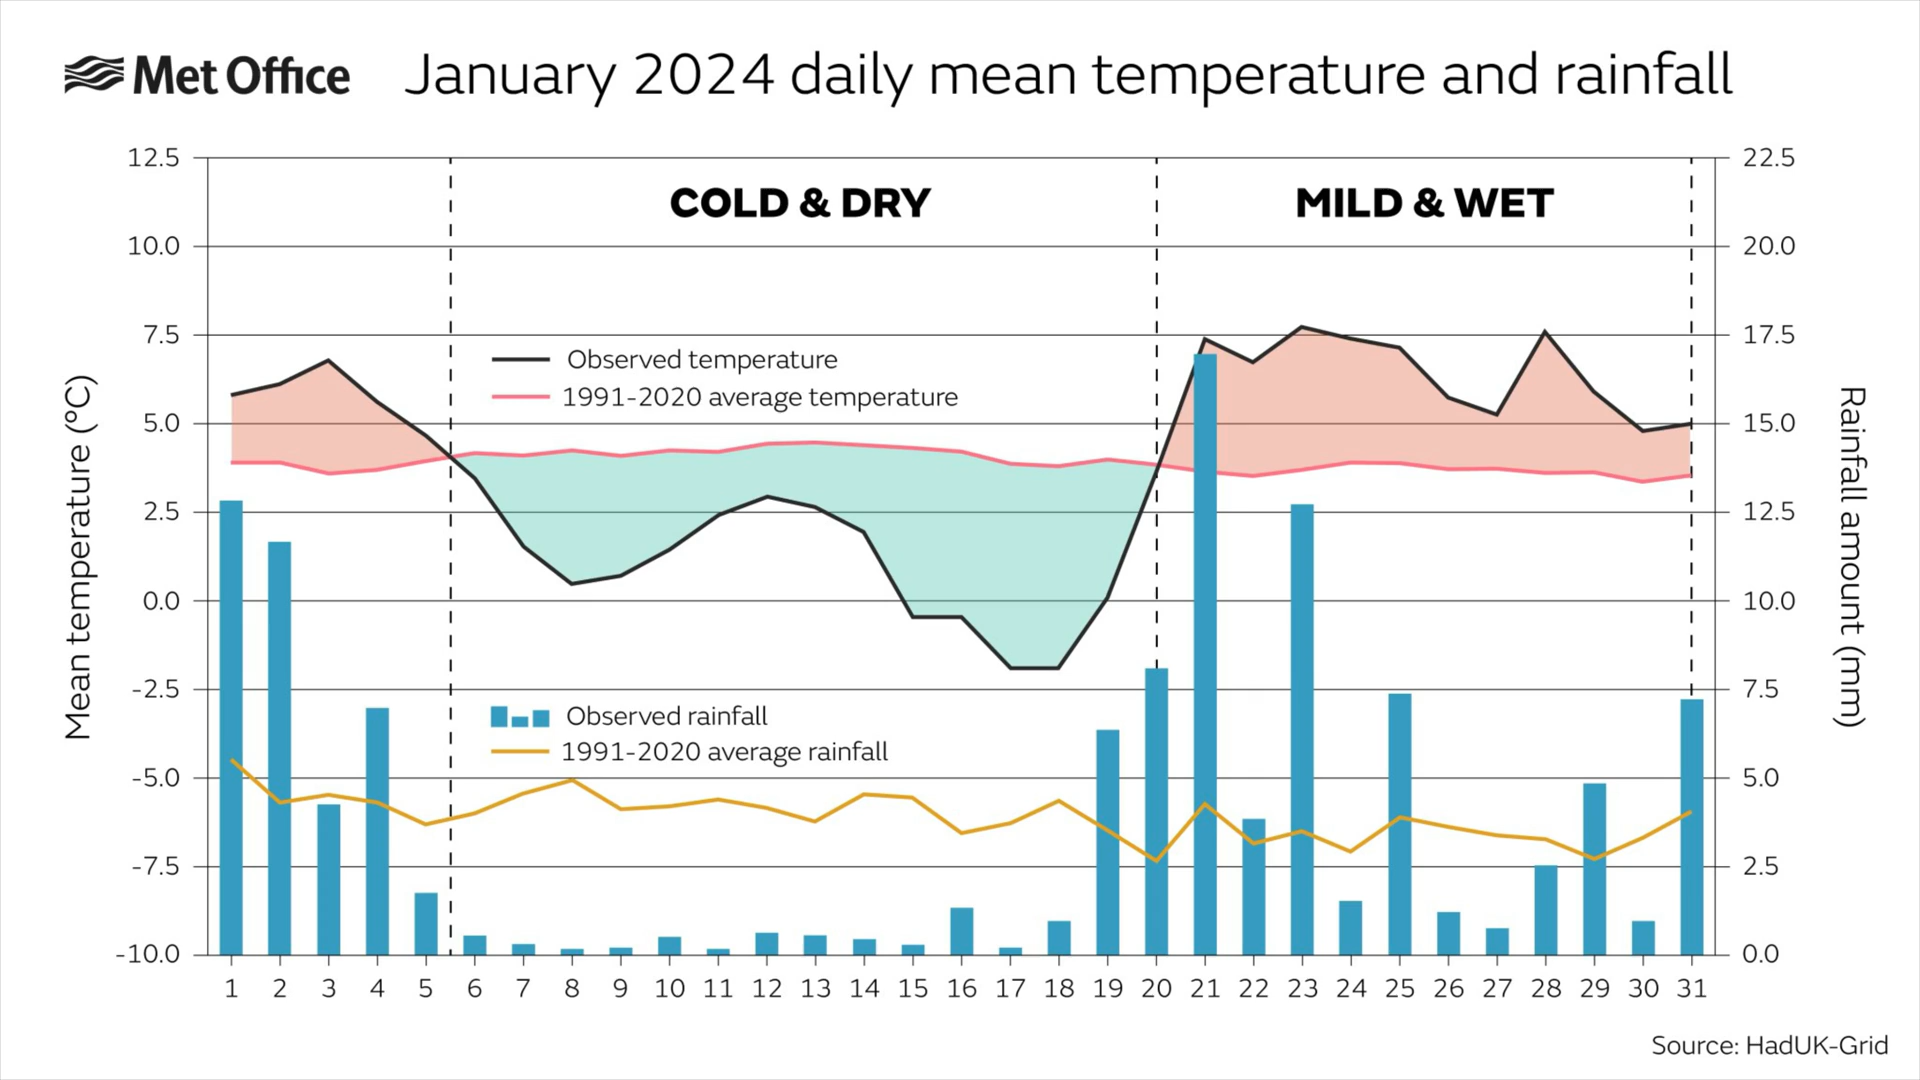 Met Office
January 2024 daily mean temperature and rainfall
12.5 22.5
COLD & DRY MILD & WET
10.0 20.0
7.5 17.5
Observed temperature
1991-2020 average temperature
5.0 15.0
2.5 12.5
0.0 10.0
-2.5 7.5
Observed rainfall
1991-2020 average rainfall
-5.0 5.0
-7.5 2.5
-10.0 0.0
Mean temperature (°C)
Rainfall amount (mm)
1 2 3 4 5 6 7 8 9 10 11 12 13 14 15 16 17 18 19 20 21 22 23 24 25 26 27 28 29 30 31
Source: HadUK-Grid